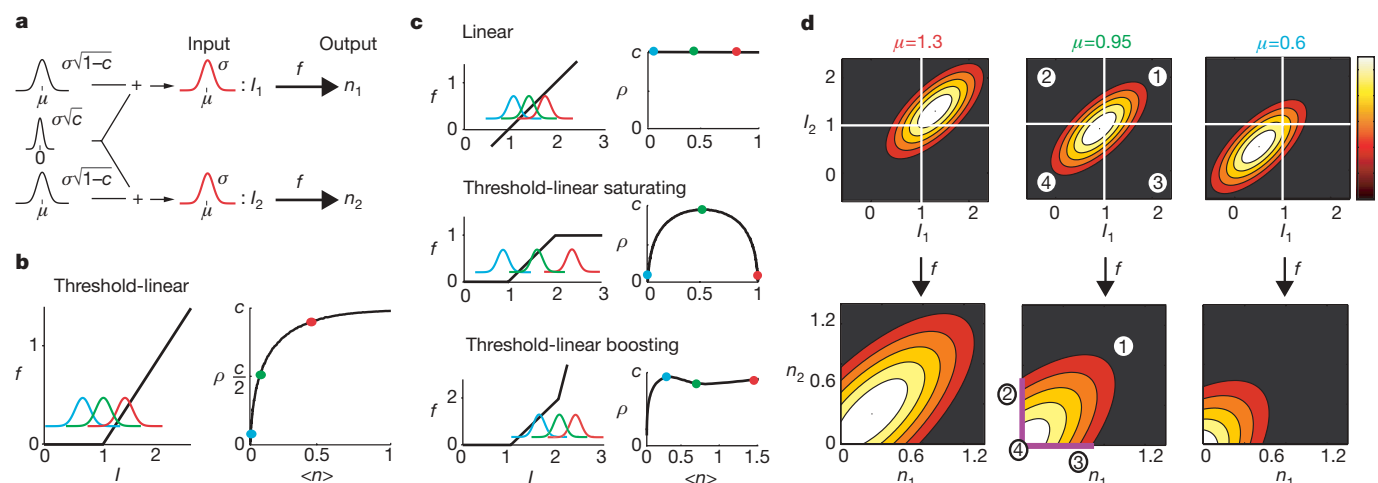 a
Input
Output
σ√1–c
μ
+
σ
μ
: I1
f
n1
σ√c
0
σ√1–c
μ
+
σ
μ
: I2
f
n2
b
Threshold-linear
f
1
0
0
1
2
I
ρ
c
c/2
0
0
0.5
1
<n>
c
Linear
f
1
0
0
1
2
3
ρ
c
0
0
0.5
1
Threshold-linear saturating
f
1
0
0
1
2
3
ρ
c
0
0
0.5
1
Threshold-linear boosting
f
2
0
0
1
2
3
I
ρ
c
0
0
0.5
1
1.5
<n>
d
μ=1.3
μ=0.95
μ=0.6
I2
2
1
0
0
1
2
I1
2
1
4
3
0
1
2
I1
0
1
2
I1
f
f
f
n2
1.2
0.6
0
0
0.6
1.2
n1
1
2
4
3
1.2
n1
0
0.6
1.2
n1